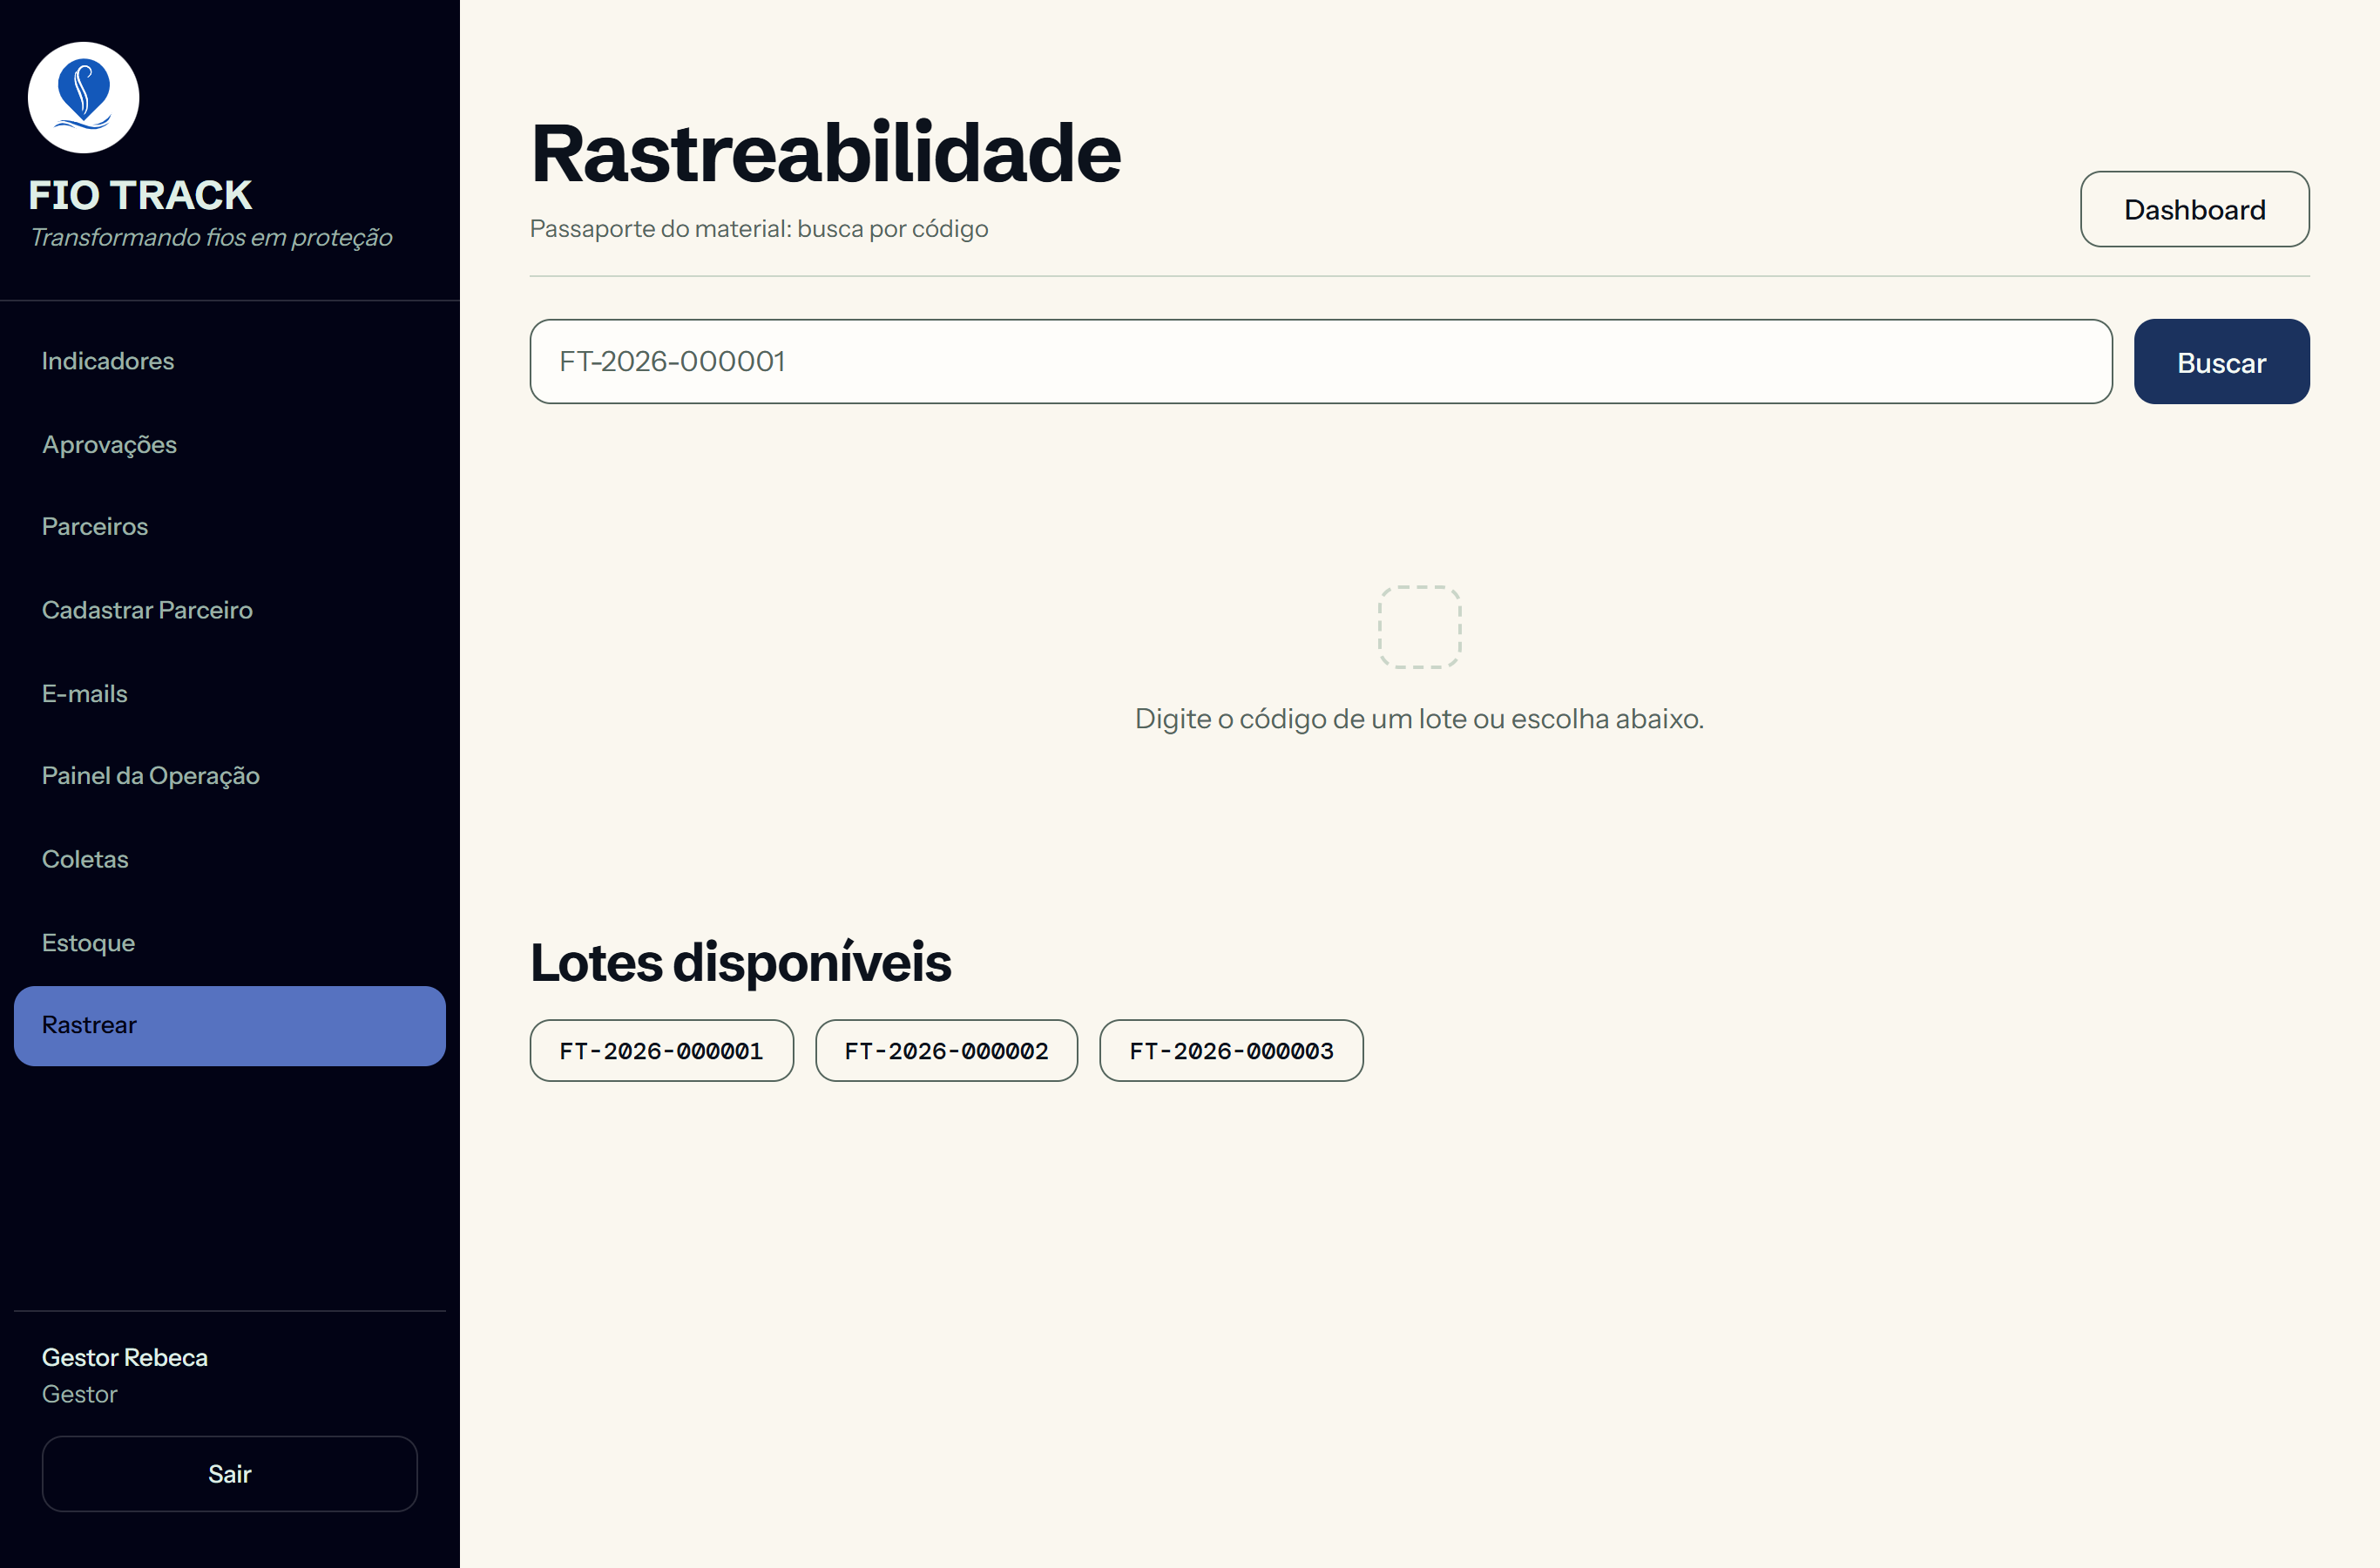 FIO TRACK
Transformando fios em proteção
Indicadores
Aprovações
Parceiros
Cadastrar Parceiro
E-mails
Painel da Operação
Coletas
Estoque
Rastrear
Gestor Rebeca
Gestor
Sair
Rastreabilidade
Passaporte do material: busca por código
Dashboard
FT-2026-000001
Buscar
Digite o código de um lote ou escolha abaixo.
Lotes disponíveis
FT-2026-000001 FT-2026-000002 FT-2026-000003